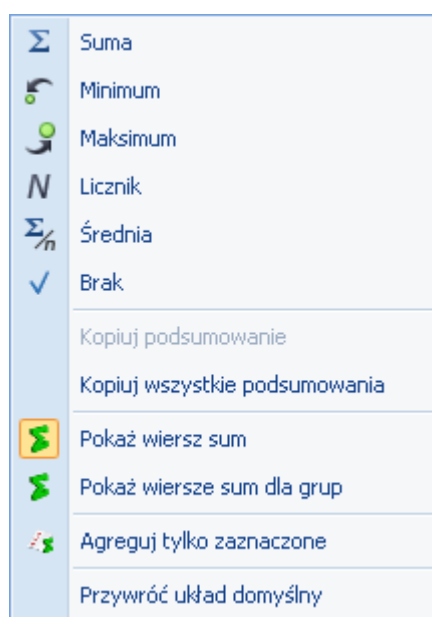 Σ Suma
Minimum
Maksimum
N Licznik
Σ/n Średnia
Brak
Kopiuj podsumowanie
Kopiuj wszystkie podsumowania
Pokaż wiersz sum
Pokaż wiersze sum dla grup
Agreguj tylko zaznaczone
Przywróć układ domyślny